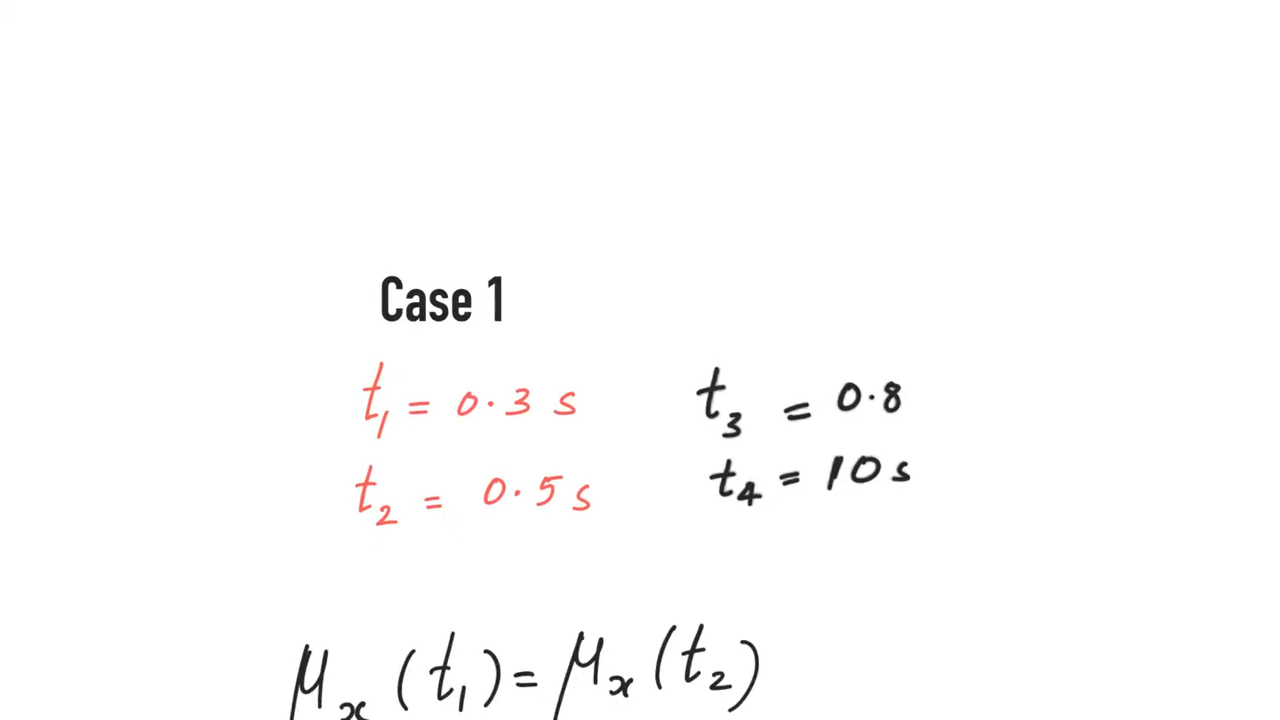 Case 1
t₁ = 0.3 s
t₂ = 0.5 s
t₃ = 0.8
t₄ = 10 s
μₓ (t₁) = μₓ (t₂)